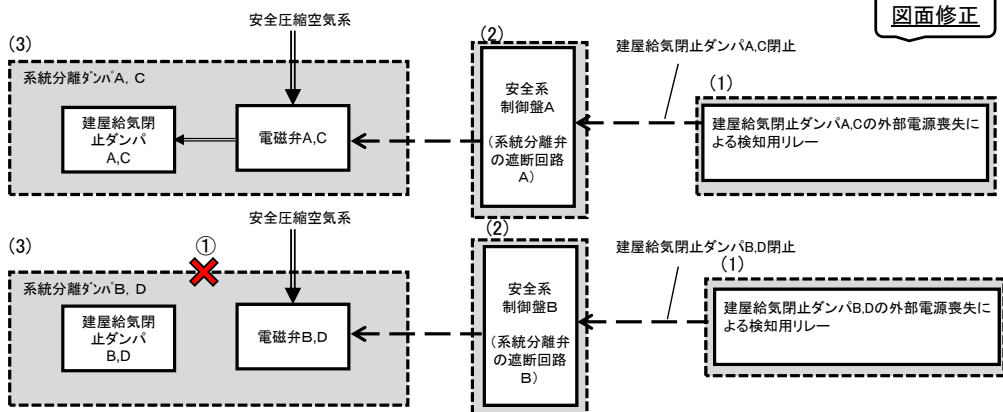 図面修正
安全圧縮空気系
(3)
系統分離ﾀﾞﾝﾊﾟA, C
建屋給気閉
止ダンパ
A,C
電磁弁A,C
(2)
安全系
制御盤A
(系統分離弁
の遮断回路
A)
建屋給気閉止ダンパA,C閉止
(1)
建屋給気閉止ダンパA,Cの外部電源喪失に
よる検知用リレー
安全圧縮空気系
(3)
①
系統分離ﾀﾞﾝﾊﾟB, D
建屋給気閉
止ダンパ
B,D
電磁弁B,D
(2)
安全系
制御盤B
(系統分離弁
の遮断回路
B)
建屋給気閉止ダンパB,D閉止
(1)
建屋給気閉止ダンパB,Dの外部電源喪失
による検知用リレー